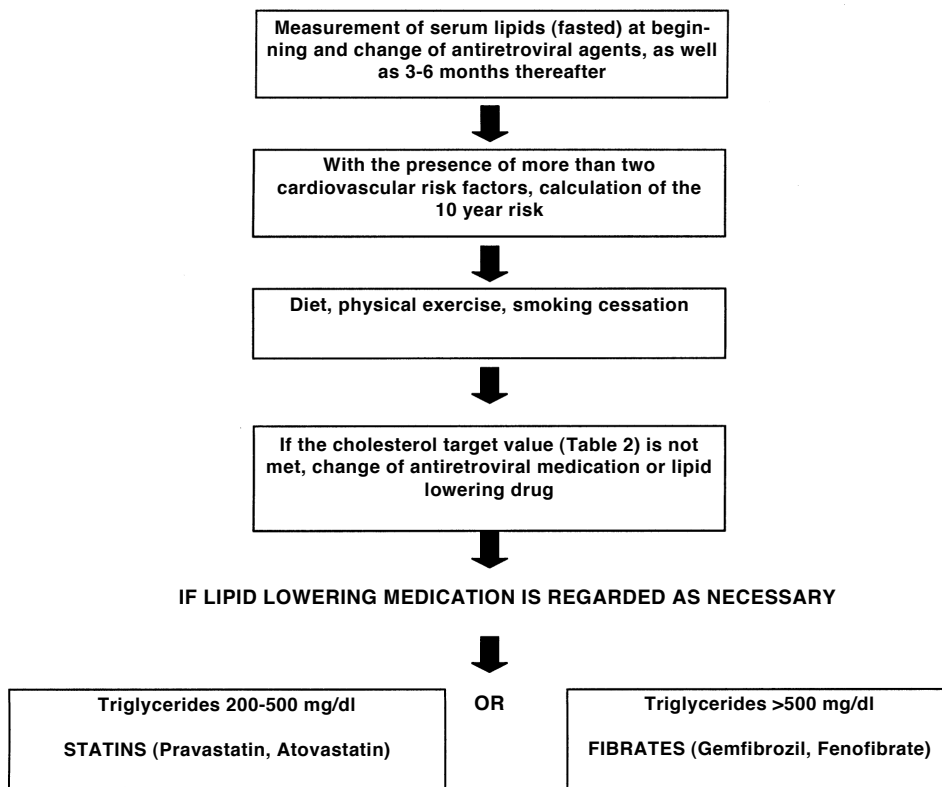 Measurement of serum lipids (fasted) at begin-
ning and change of antiretroviral agents, as well
as 3-6 months thereafter
With the presence of more than two
cardiovascular risk factors, calculation of the
10 year risk
Diet, physical exercise, smoking cessation
If the cholesterol target value (Table 2) is not
met, change of antiretroviral medication or lipid
lowering drug
IF LIPID LOWERING MEDICATION IS REGARDED AS NECESSARY
Triglycerides 200-500 mg/dl
STATINS (Pravastatin, Atovastatin)
OR
Triglycerides >500 mg/dl
FIBRATES (Gemfibrozil, Fenofibrate)